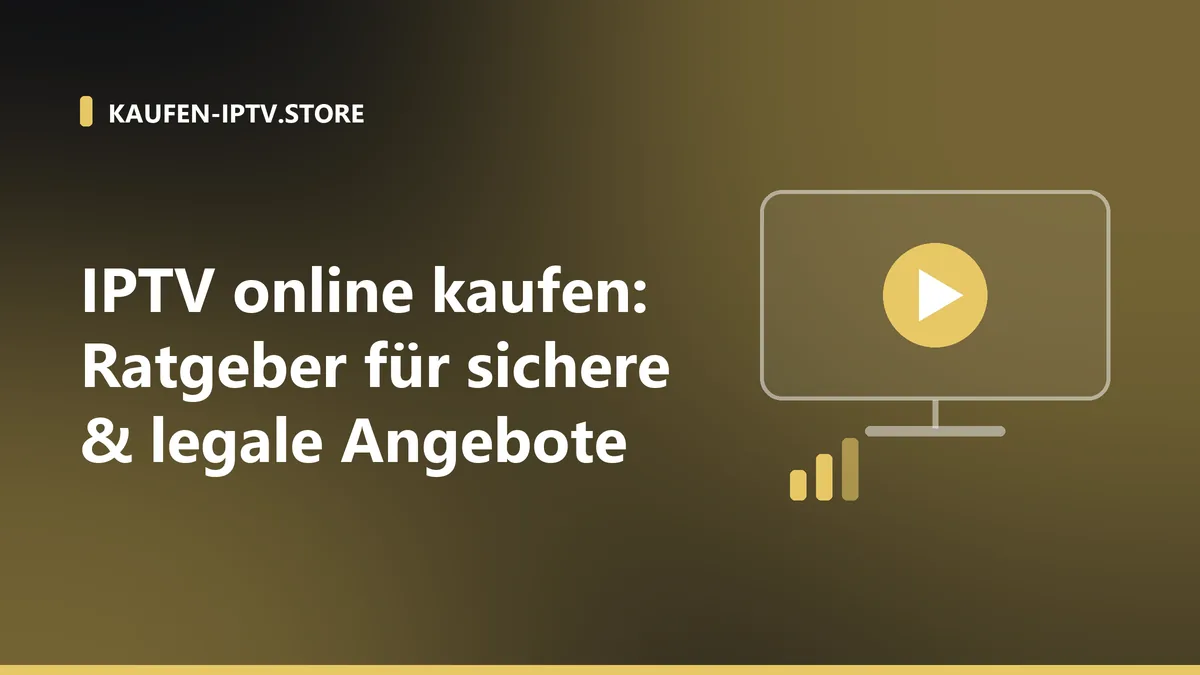 KAUFEN-IPTV.STORE
IPTV online kaufen:
Ratgeber für sichere
& legale Angebote